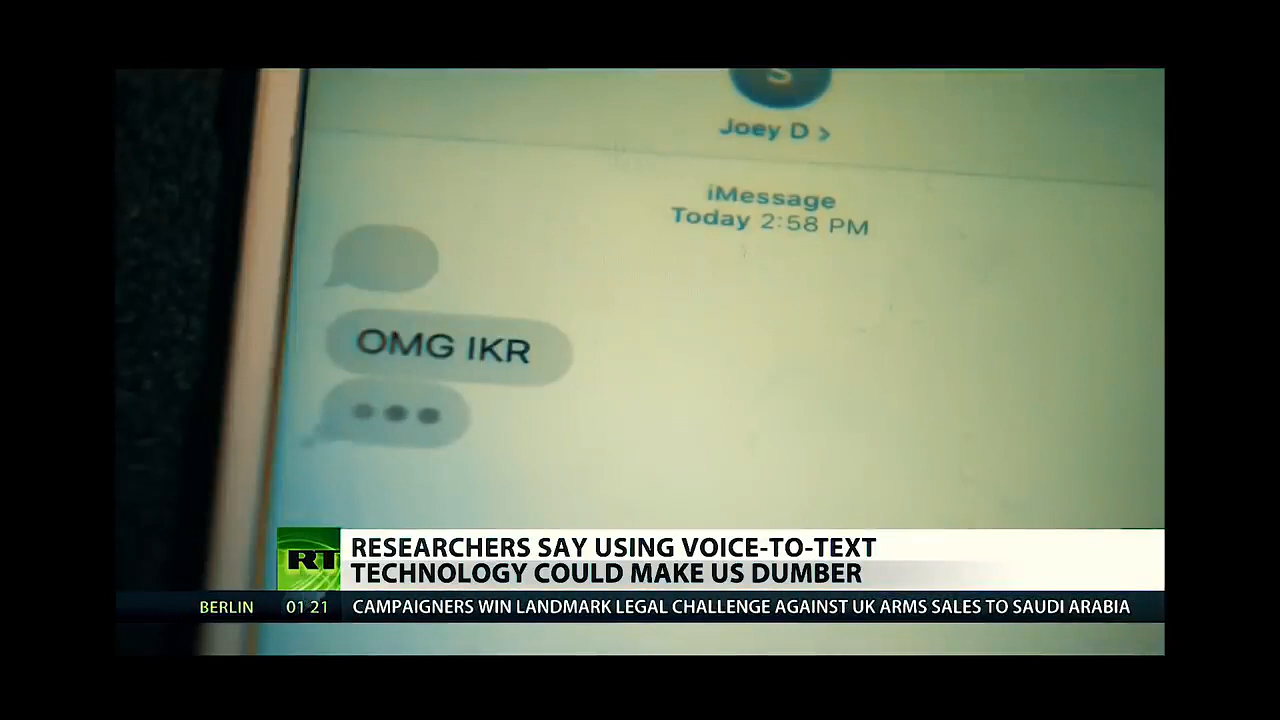 S
Joey D >
iMessage
Today 2:58 PM
OMG IKR
RT
RESEARCHERS SAY USING VOICE-TO-TEXT
TECHNOLOGY COULD MAKE US DUMBER
BERLIN 01 21 CAMPAIGNERS WIN LANDMARK LEGAL CHALLENGE AGAINST UK ARMS SALES TO SAUDI ARABIA